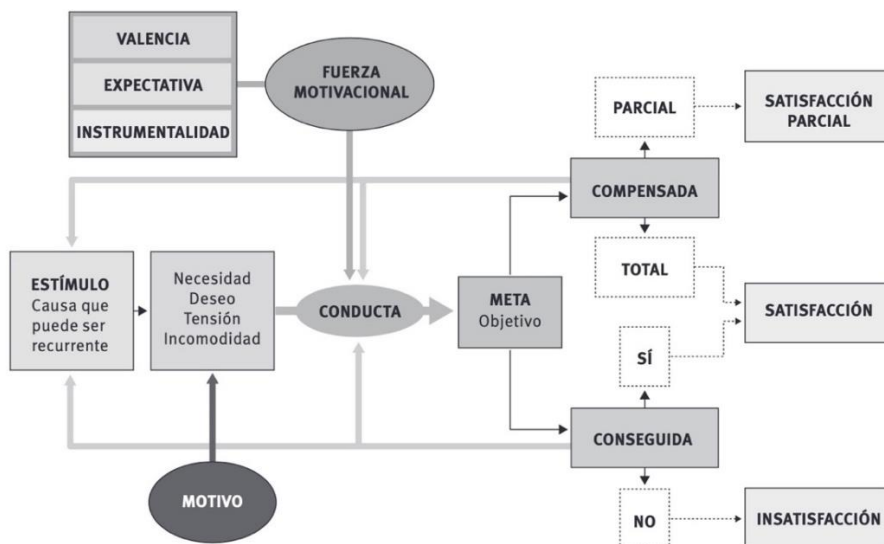 VALENCIA
EXPECTATIVA
INSTRUMENTALIDAD
FUERZA
MOTIVACIONAL
PARCIAL
SATISFACCIÓN
PARCIAL
COMPENSADA
TOTAL
ESTÍMULO
Causa que
puede ser
recurrente
Necesidad
Deseo
Tensión
Incomodidad
CONDUCTA
META
Objetivo
SATISFACCIÓN
SÍ
CONSEGUIDA
MOTIVO
NO
INSATISFACCIÓN